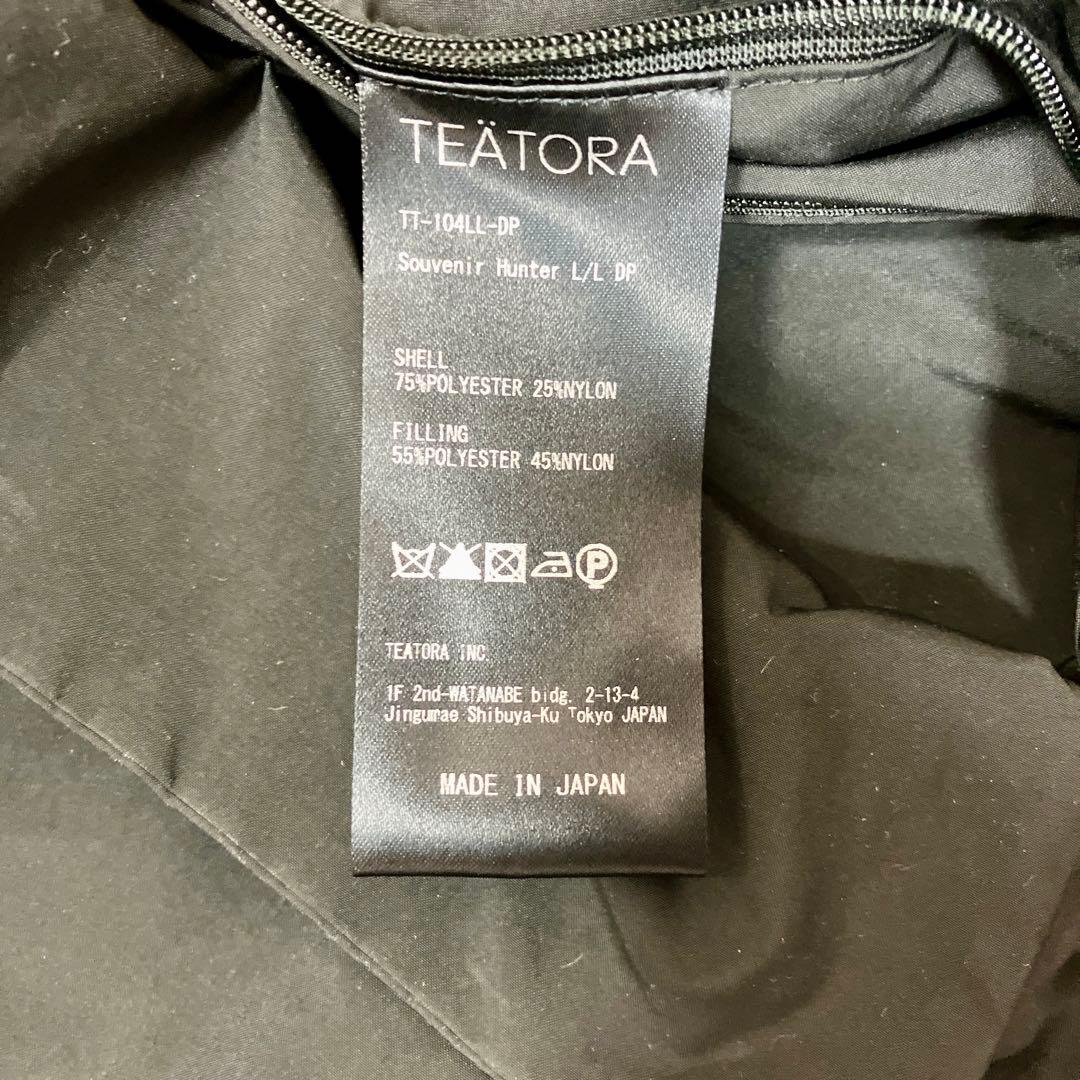 TEÄTORA
TT-104LL-DP
Souvenir Hunter L/L DP
SHELL
75%POLYESTER 25%NYLON
FILLING
55%POLYESTER 45%NYLON
P
TEATORA INC.
1F 2nd-WATANABE bidg. 2-13-4
Jingumae Shibuya-Ku Tokyo JAPAN
MADE IN JAPAN